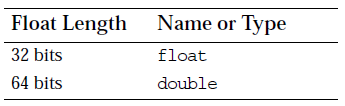 Float Length Name or Type
32 bits float
64 bits double